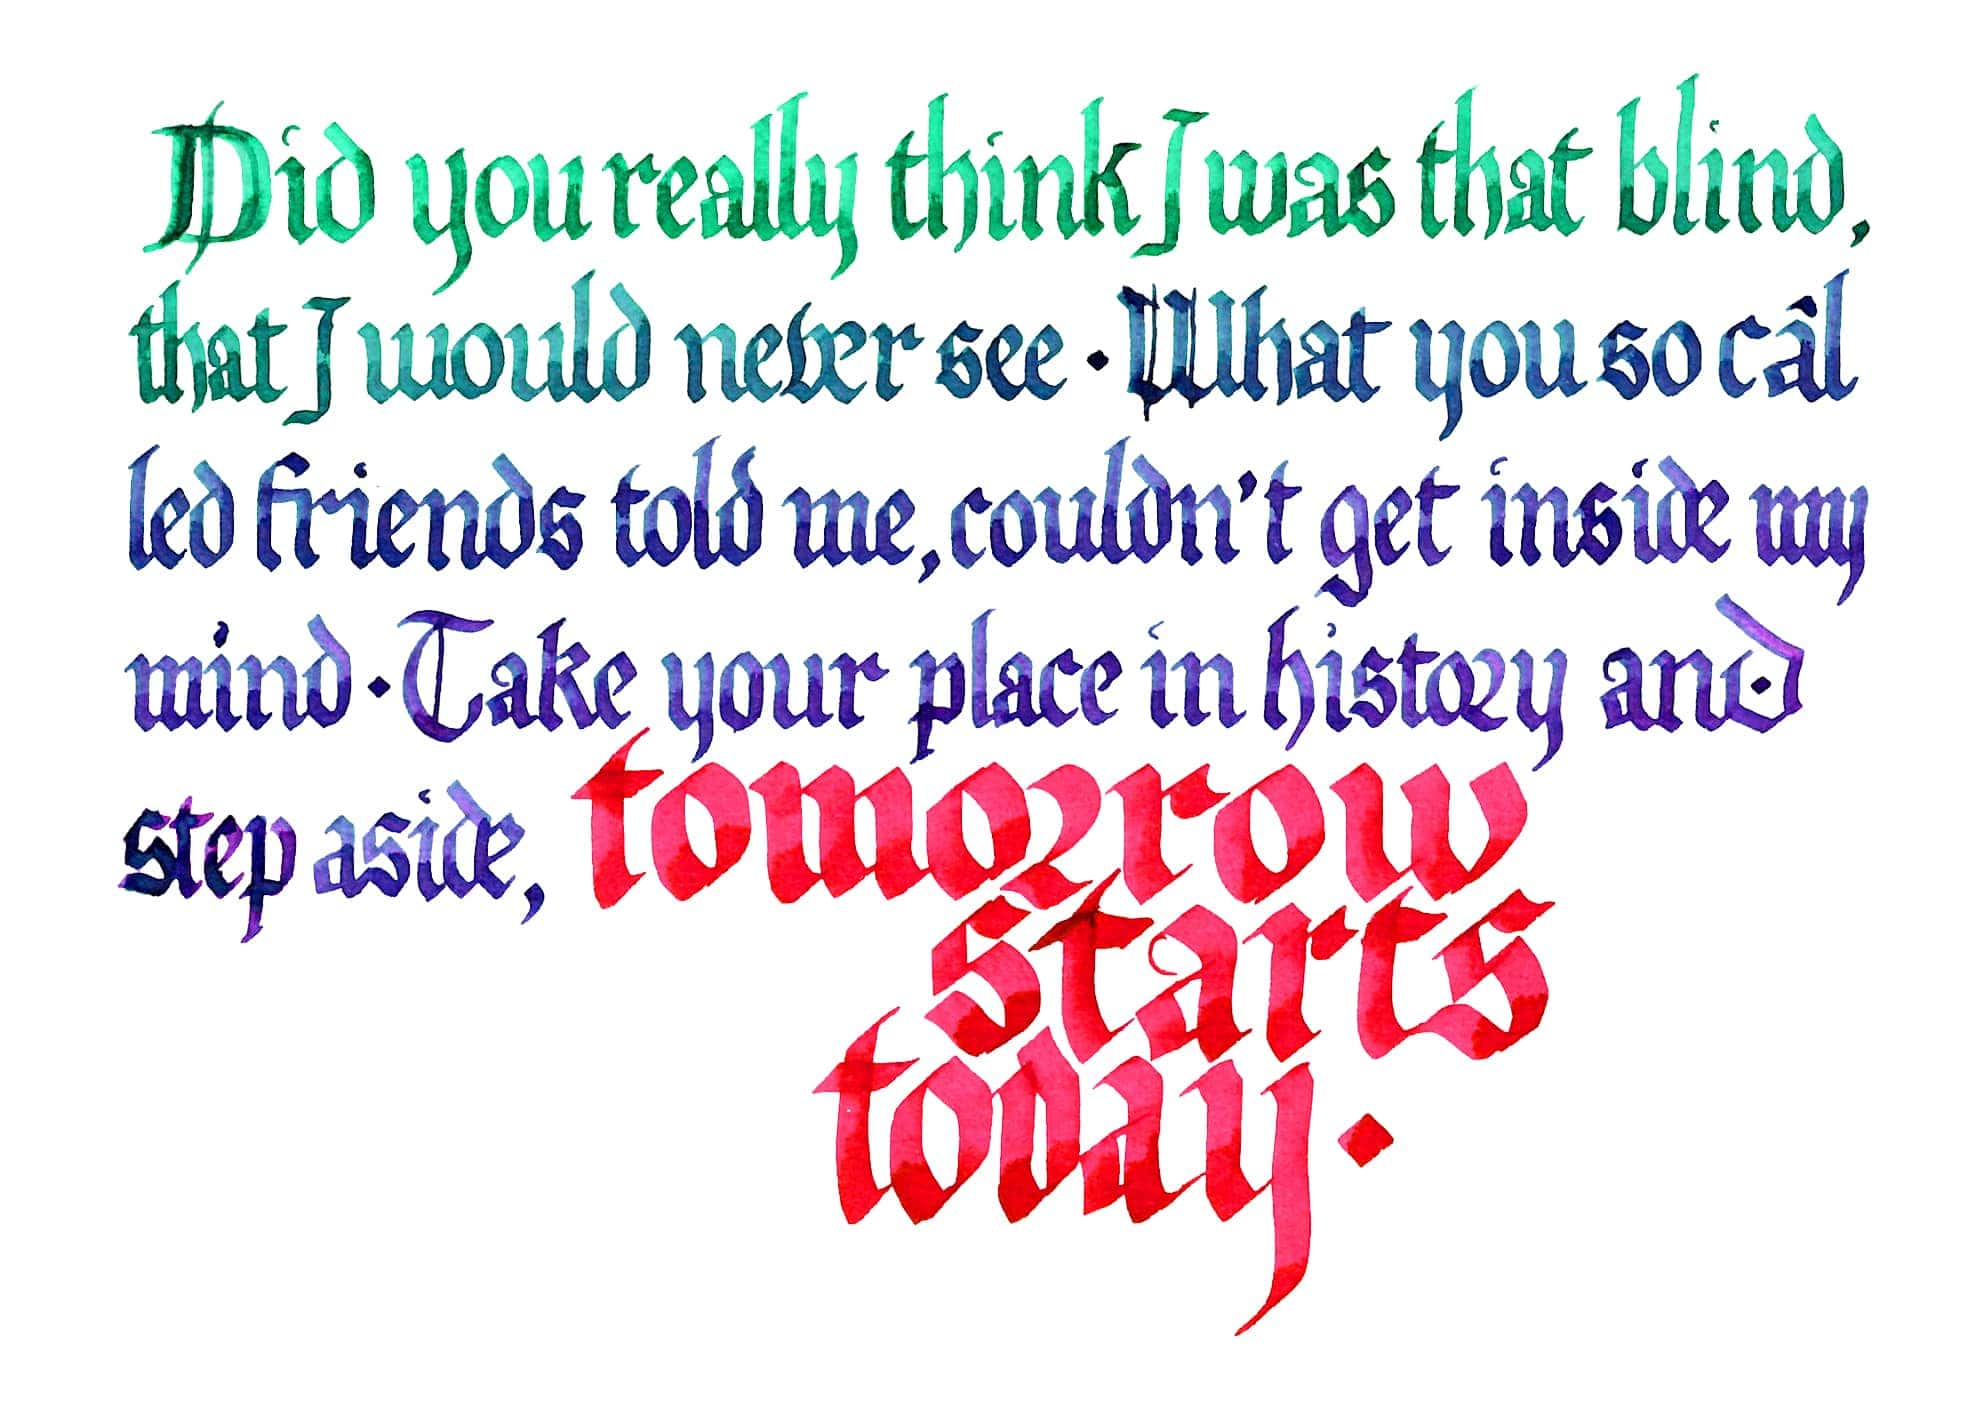 Did you really think I was that blind,
that I would never see · What you so câl
led friends told me, couldn't get inside my
mind · Take your place in history and
step aside, tomorrow
starts
today ·